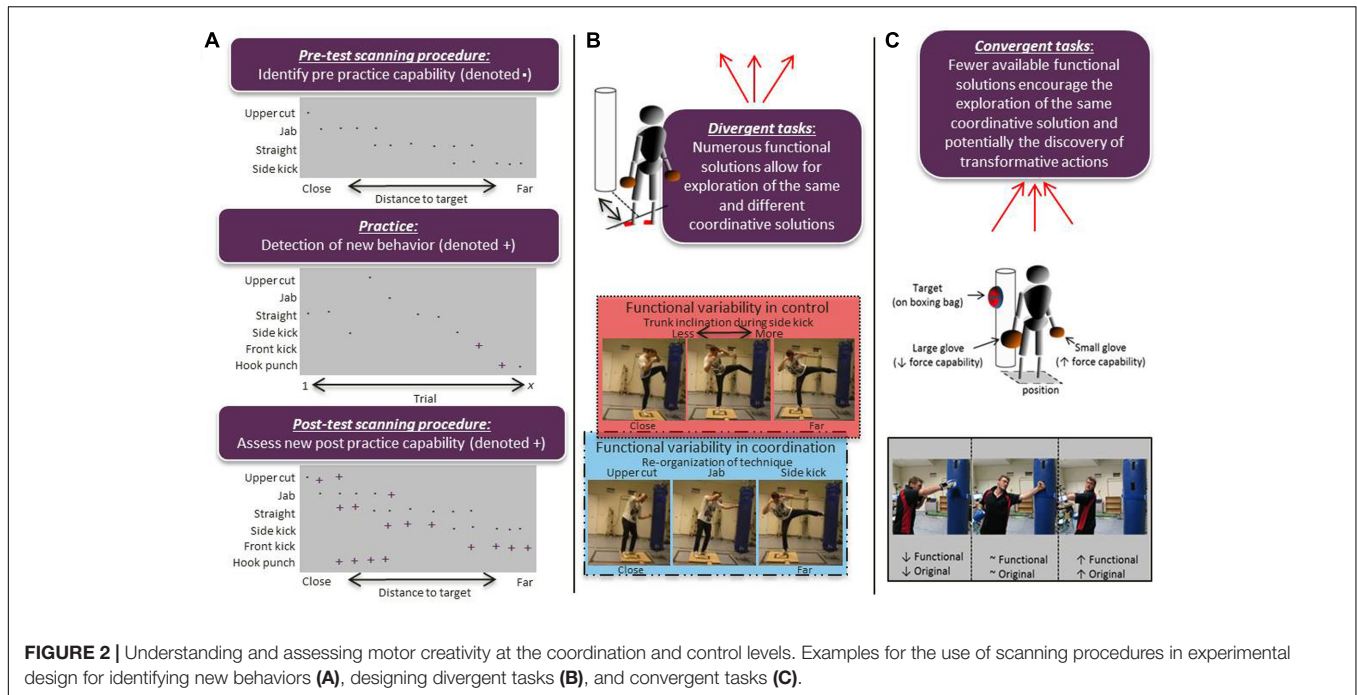 A
Pre-test scanning procedure:
Identify pre practice capability (denoted▪)
Upper cut
Jab
Straight
Side kick
Close
Far
Distance to target
Practice:
Detection of new behavior (denoted +)
Upper cut
Jab
Straight
Side kick
Front kick
Hook punch
1
x
Trial
Post-test scanning procedure:
Assess new post practice capability (denoted +)
Upper cut
Jab
Straight
Side kick
Front kick
Hook punch
Close
Far
Distance to target
B
Divergent tasks:
Numerous functional
solutions allow for
exploration of the same
and different
coordinative solutions
Functional variability in control
Trunk inclination during side kick
Less
More
Close
Far
Functional variability in coordination
Re-organization of technique
Upper cut
Jab
Side kick
Close
Far
C
Convergent tasks:
Fewer available functional
solutions encourage the
exploration of the same
coordinative solution and
potentially the discovery of
transformative actions
Target
(on boxing bag)
Large glove
(↓ force capability)
Small glove
(↑ force capability)
position
↓ Functional
↓ Original
~ Functional
~ Original
↑ Functional
↑ Original
FIGURE 2 | Understanding and assessing motor creativity at the coordination and control levels. Examples for the use of scanning procedures in experimental
design for identifying new behaviors (A), designing divergent tasks (B), and convergent tasks (C).